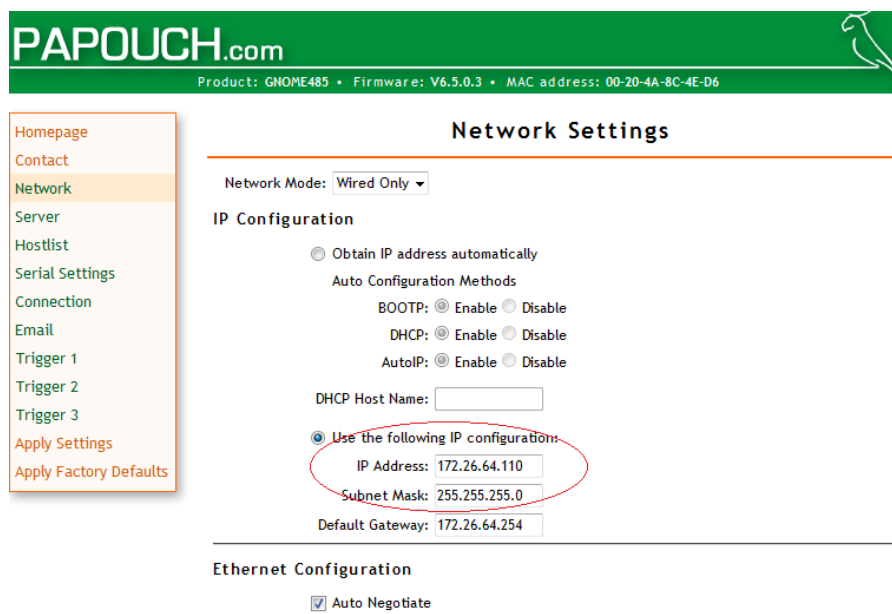 PAPOUCH.com
Product: GNOME485 • Firmware: V6.5.0.3 • MAC address: 00-20-4A-8C-4E-D6
Homepage
Contact
Network
Server
Hostlist
Serial Settings
Connection
Email
Trigger 1
Trigger 2
Trigger 3
Apply Settings
Apply Factory Defaults
Network Settings
Network Mode: Wired Only
IP Configuration
Obtain IP address automatically
Auto Configuration Methods
BOOTP: Enable Disable
DHCP: Enable Disable
AutoIP: Enable Disable
DHCP Host Name:
Use the following IP configuration:
IP Address: 172.26.64.110
Subnet Mask: 255.255.255.0
Default Gateway: 172.26.64.254
Ethernet Configuration
Auto Negotiate